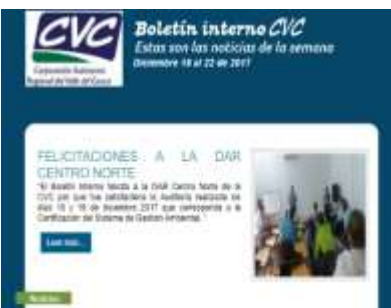 CVC
Corporación Autónoma
Regional del Valle del Cauca
Boletín interno CVC
Estas son las noticias de la semana
Diciembre 18 al 22 de 2017
FELICITACIONES A LA DAR
CENTRO NORTE
"El Boletín Interno felicita a la DAR Centro Norte de la
CVC por que fue satisfactoria la Auditoria realizada los
días 18 y 19 de diciembre 2017 que corresponde a la
Certificación del Sistema de Gestión Ambiental."
Leer más...
Noticias